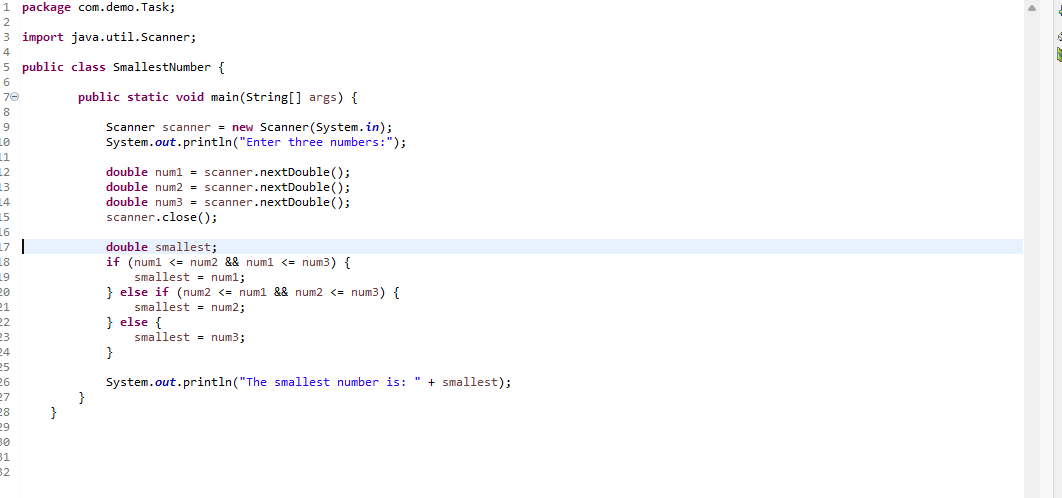 1 package com.demo.Task;
2
3 import java.util.Scanner;
4
5 public class SmallestNumber {
6
7 public static void main(String[] args) {
8
9 Scanner scanner = new Scanner(System.in);
10 System.out.println("Enter three numbers:");
11
12 double num1 = scanner.nextDouble();
13 double num2 = scanner.nextDouble();
14 double num3 = scanner.nextDouble();
15 scanner.close();
16
17 double smallest;
18 if (num1 <= num2 && num1 <= num3) {
19 smallest = num1;
20 } else if (num2 <= num1 && num2 <= num3) {
21 smallest = num2;
22 } else {
23 smallest = num3;
24 }
25
26 System.out.println("The smallest number is: " + smallest);
27 }
28 }
29
30
31
32